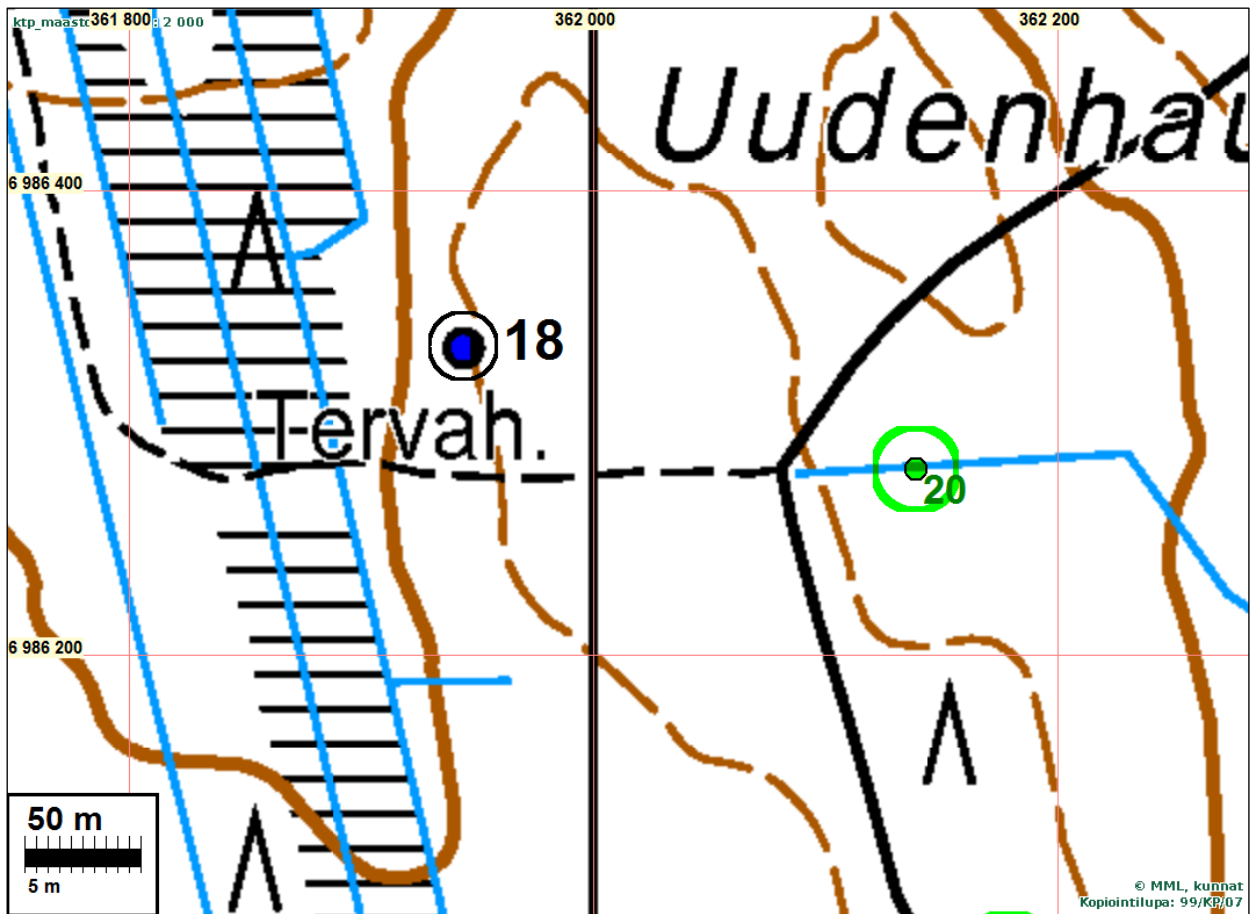 ktp_maasto : 2 000
361 800
362 000
362 200
Uudenhau
6 986 400
18
Tervah.
20
6 986 200
50 m
5 m
© MML, kunnat
Kopiointilupa: 99/KP/07